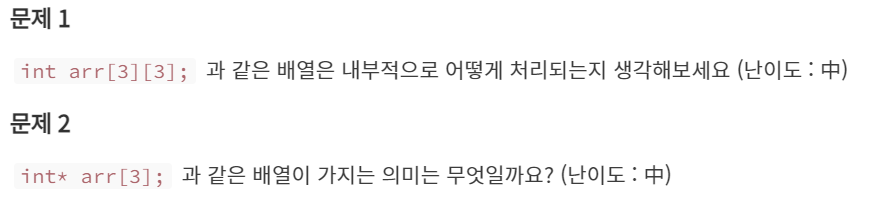 문제 1
int arr[3][3]; 과 같은 배열은 내부적으로 어떻게 처리되는지 생각해보세요 (난이도 : 中)
문제 2
int* arr[3]; 과 같은 배열이 가지는 의미는 무엇일까요? (난이도 : 中)